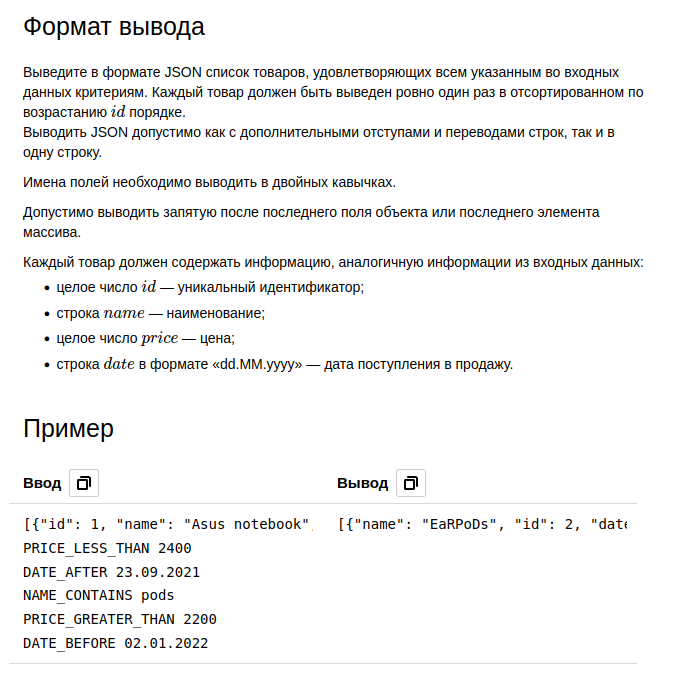 Формат вывода
Выведите в формате JSON список товаров, удовлетворяющих всем указанным во входных
данных критериям. Каждый товар должен быть выведен ровно один раз в отсортированном по
возрастанию id порядке.
Выводить JSON допустимо как с дополнительными отступами и переводами строк, так и в
одну строку.
Имена полей необходимо выводить в двойных кавычках.
Допустимо выводить запятую после последнего поля объекта или последнего элемента
массива.
Каждый товар должен содержать информацию, аналогичную информации из входных данных:
• целое число id — уникальный идентификатор;
• строка name — наименование;
• целое число price — цена;
• строка date в формате «dd.MM.yyyy» — дата поступления в продажу.
Пример
Ввод Вывод
[{"id": 1, "name": "Asus notebook", [{"name": "EaRPoDs", "id": 2, "date
PRICE_LESS_THAN 2400
DATE_AFTER 23.09.2021
NAME_CONTAINS pods
PRICE_GREATER_THAN 2200
DATE_BEFORE 02.01.2022